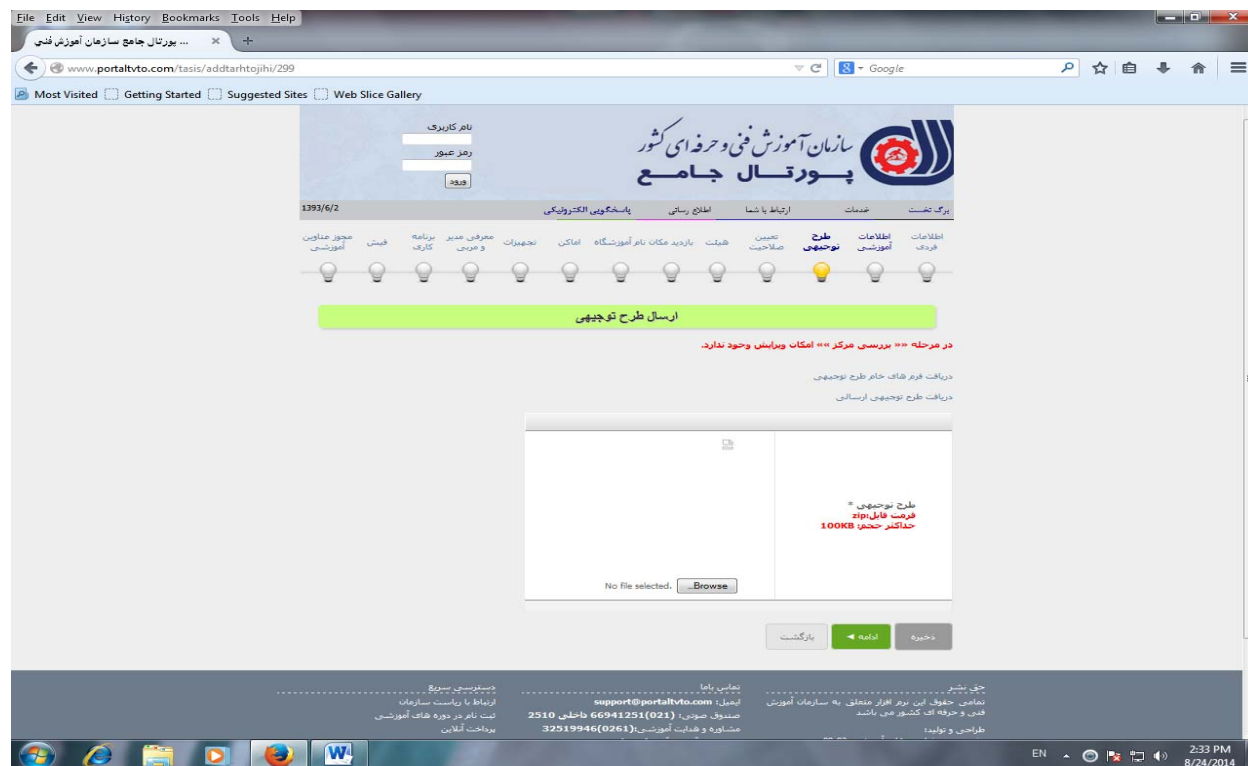 File Edit View History Bookmarks Tools Help
پورتال جامع سازمان آموزش فنی ...
www.portaltvto.com/tasis/addtarhtojihi/299
Google
Most Visited Getting Started Suggested Sites Web Slice Gallery
سازمان آموزش فنی و حرفه ای کشور
پورتال جامع
نام کاربری
رمز عبور
ورود
برگ نخست خدمات ارتباط با شما اطلاع رسانی پاسخگویی الکترونیکی 1393/6/2
اطلاعات فردی
اطلاعات آموزشی
طرح توجیهی
تعیین صلاحیت
هیئت
بازدید مکان
نام آموزشگاه
اماکن
تجهیزات
معرفی مدیر و مربی
برنامه کاری
فیش
مجوز عناوین آموزشی
ارسال طرح توجیهی
در مرحله «« بررسی مرکز »» امکان ویرایش وجود ندارد.
دریافت فرم های خام طرح توجیهی
دریافت طرح توجیهی ارسالی
طرح توجیهی *
فرمت فایل:zip
حداکثر حجم: 100KB
Browse... No file selected.
ذخیره
ادامه ◄
بازگشت
حق نشر
تمامی حقوق این نرم افزار متعلق به سازمان آموزش
فنی و حرفه ای کشور می باشد
طراحی و تولید:
تماس باما
ایمیل: support@portaltvto.com
صندوق صوتی: 66941251(021) داخلی 2510
مشاوره و هدایت آموزشی:32519946(0261)
دسترسی سریع
ارتباط با ریاست سازمان
ثبت نام در دوره های آموزشی
پرداخت آنلاین
EN
2:33 PM
8/24/2014